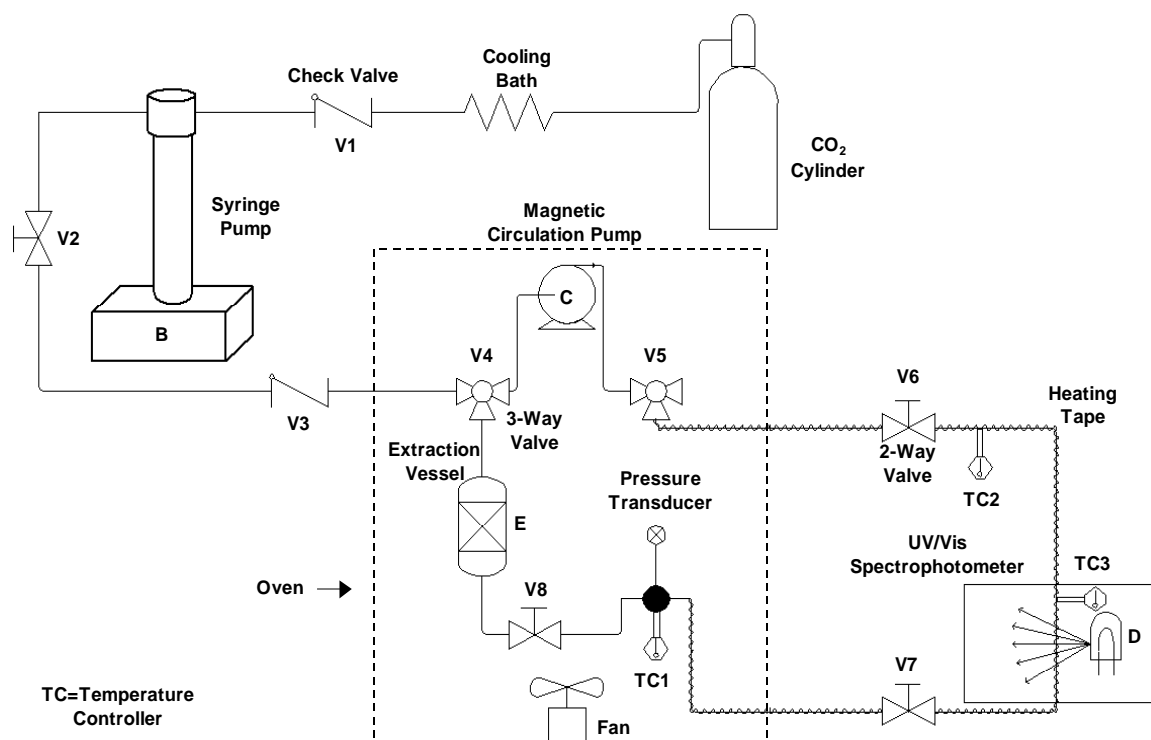 Cooling
Bath
Check Valve
V1
CO₂
Cylinder
Syringe
Pump
V2
B
Magnetic
Circulation Pump
C
V4
V5
V3
3-Way
Valve
V6
2-Way
Valve
Heating
Tape
TC2
Extraction
Vessel
E
Pressure
Transducer
UV/Vis
Spectrophotometer
TC3
D
Oven
V8
TC1
V7
Fan
TC=Temperature
Controller